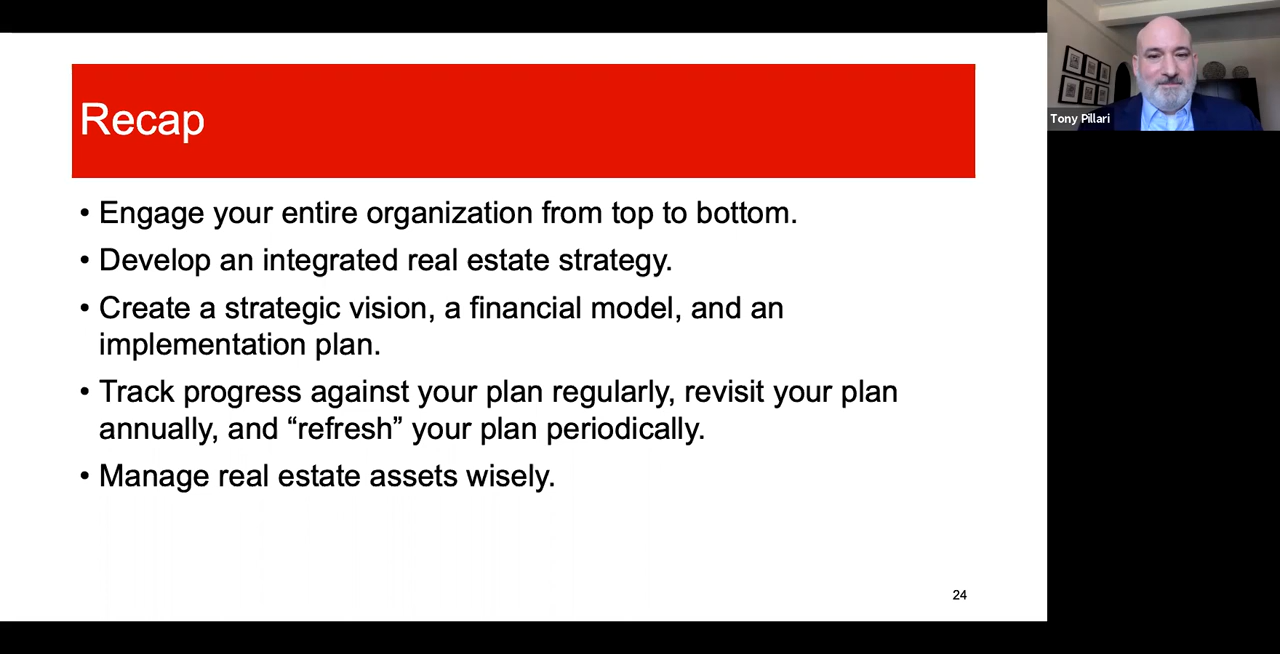 Recap
• Engage your entire organization from top to bottom.
• Develop an integrated real estate strategy.
• Create a strategic vision, a financial model, and an
implementation plan.
• Track progress against your plan regularly, revisit your plan
annually, and “refresh” your plan periodically.
• Manage real estate assets wisely.
24
Tony Pillari